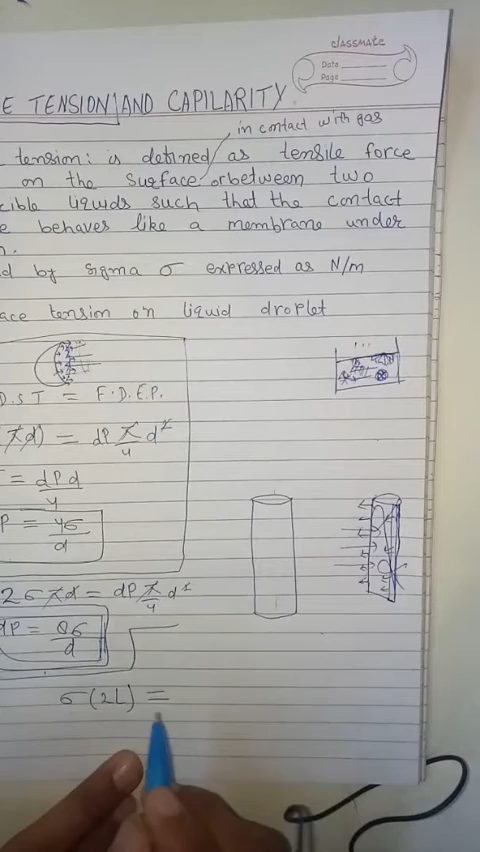 classmate
Date
Page
E TENSION AND CAPILARITY
in contact with gas
tension: is defined as tensile force
on the surface or between two
cible liquids such that the contact
e behaves like a membrane under
n.
d by sigma σ expressed as N/m
ace tension on liquid droplet
D.S T = F.D.E.P.
πd) = dP π/4 d²
= dPd/4
P = 4σ/d
2σπd = dP π/4 d²
dP = 8σ/d
σ(2L) =